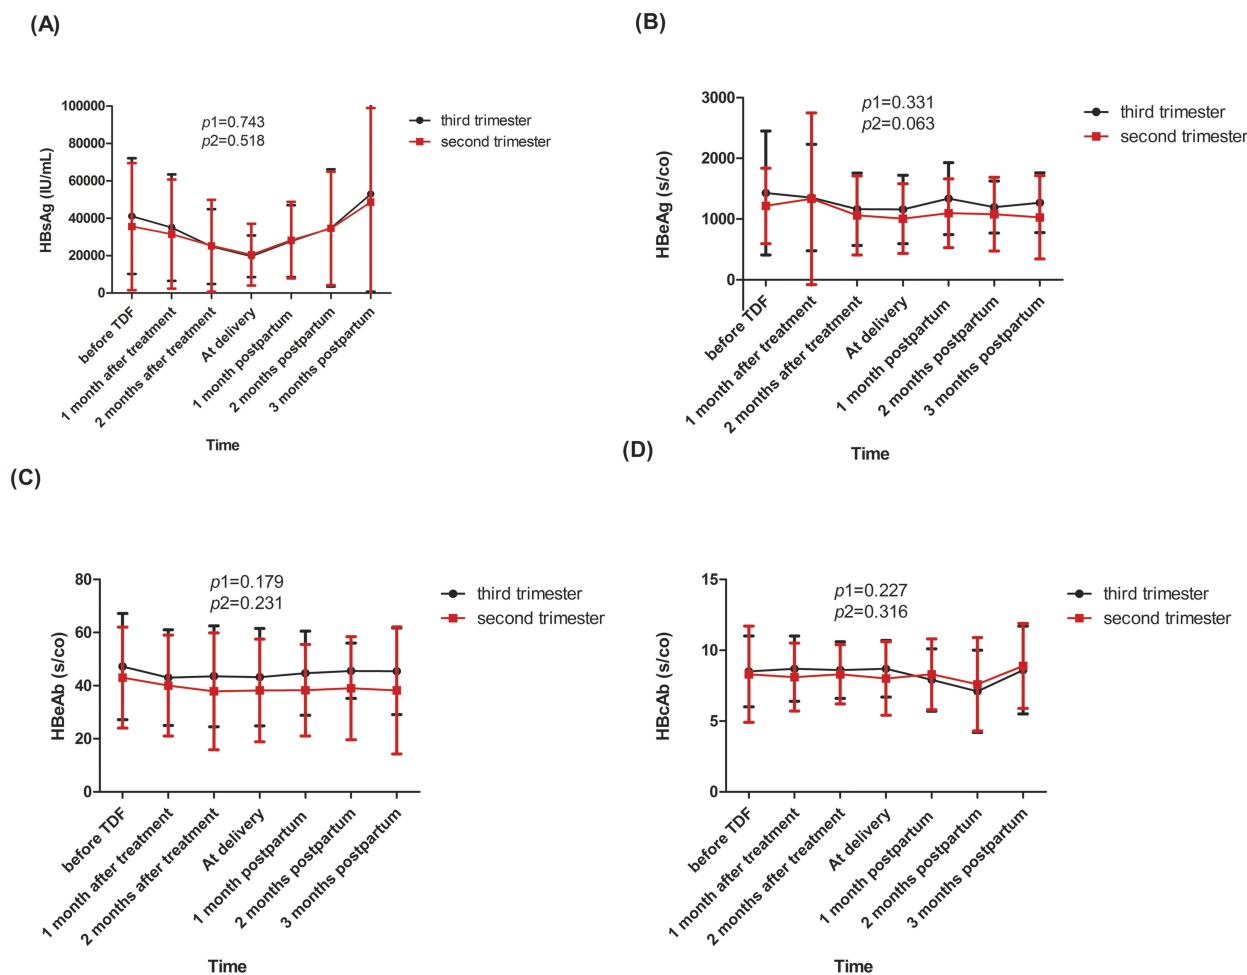 (A)
100000
80000
60000
40000
20000
0
HBsAg (IU/mL)
p1=0.743
p2=0.518
third trimester
second trimester
before TDF
1 month after treatment
2 months after treatment
At delivery
1 month postpartum
2 months postpartum
3 months postpartum
Time
(B)
3000
2000
1000
0
HBeAg (s/co)
p1=0.331
p2=0.063
third trimester
second trimester
before TDF
1 month after treatment
2 months after treatment
At delivery
1 month postpartum
2 months postpartum
3 months postpartum
Time
(C)
80
60
40
20
0
HBeAb (s/co)
p1=0.179
p2=0.231
third trimester
second trimester
before TDF
1 month after treatment
2 months after treatment
At delivery
1 month postpartum
2 months postpartum
3 months postpartum
Time
(D)
15
10
5
0
HBcAb (s/co)
p1=0.227
p2=0.316
third trimester
second trimester
before TDF
1 month after treatment
2 months after treatment
At delivery
1 month postpartum
2 months postpartum
3 months postpartum
Time